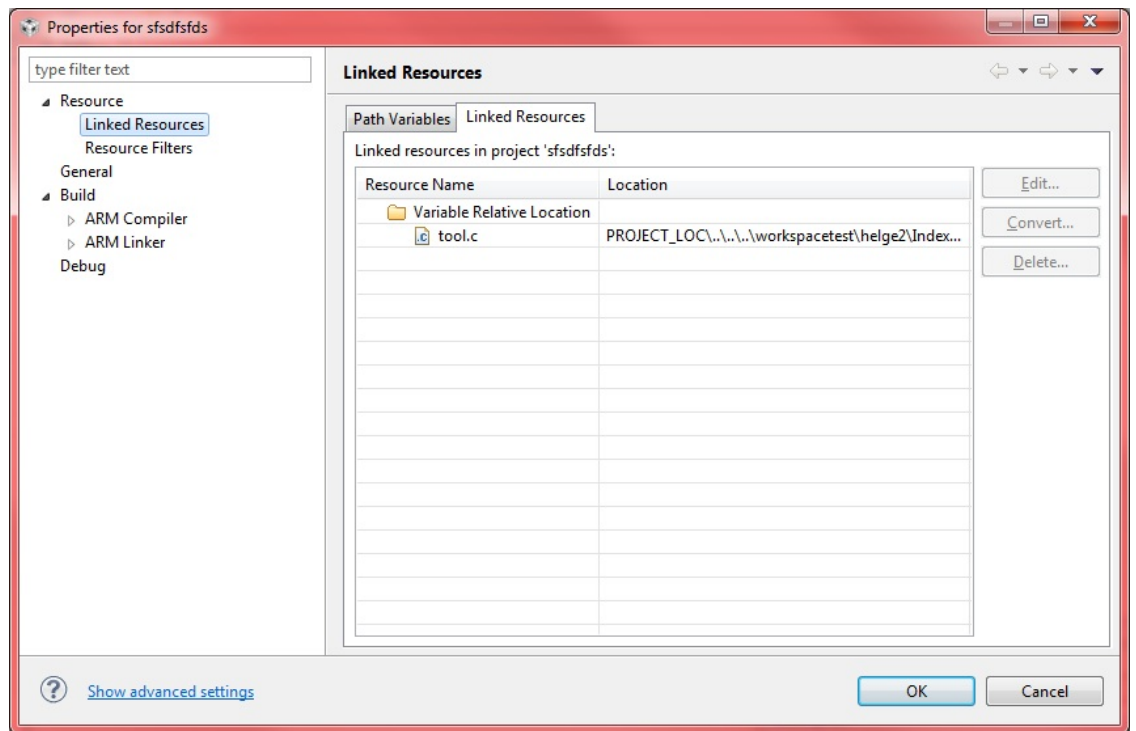 Properties for sfsdfsfds
type filter text
Resource
Linked Resources
Resource Filters
General
Build
ARM Compiler
ARM Linker
Debug
Linked Resources
Path Variables Linked Resources
Linked resources in project 'sfsdfsfds':
Resource Name Location
Variable Relative Location
.c tool.c PROJECT_LOC\..\..\..\workspacetest\helge2\Index...
Edit...
Convert...
Delete...
? Show advanced settings
OK Cancel